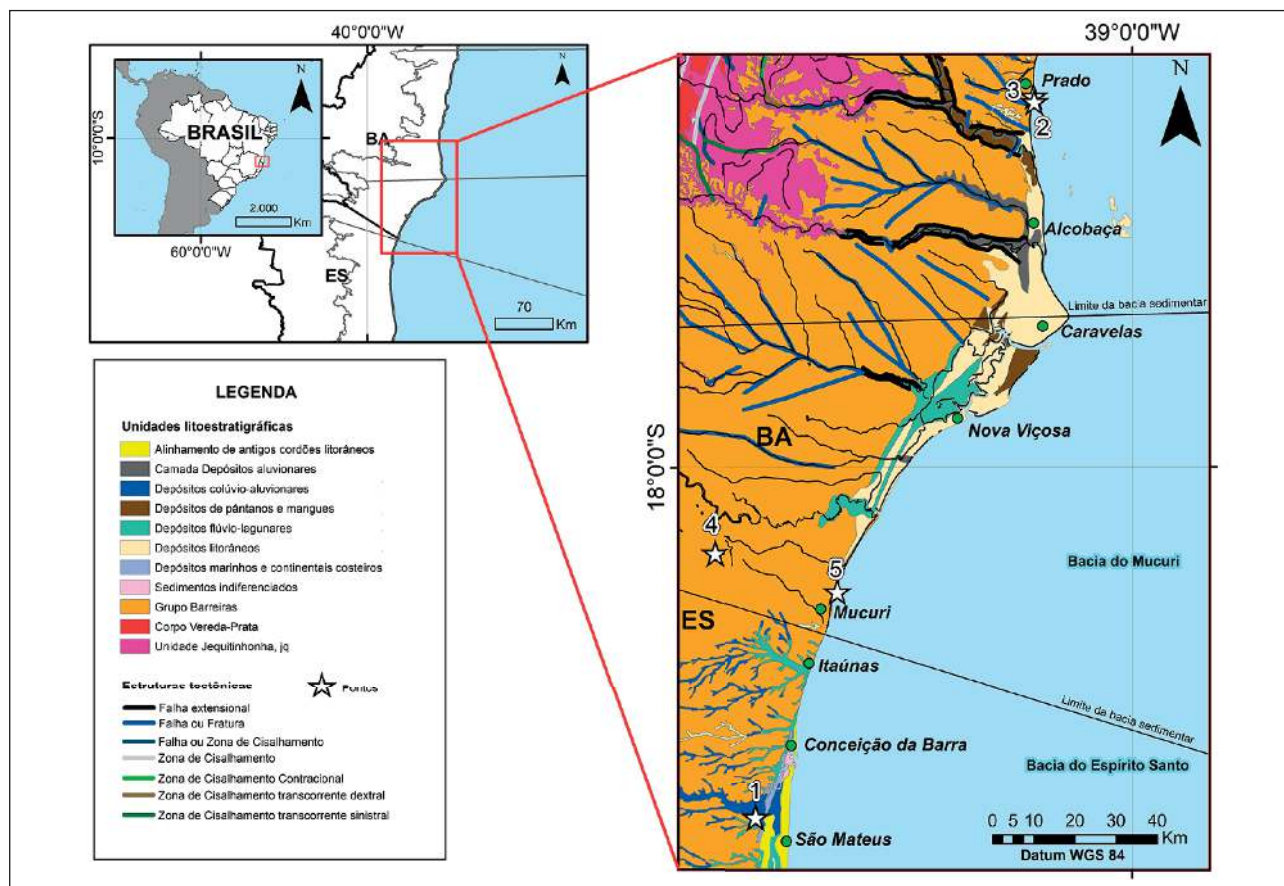 40°0'0"W
N
BRASIL
10°0'0"S
2.000
Km
60°0'0"W
N
BA
ES
70
Km
39°0'0"W
N
3
Prado
2
Alcobaça
Limite da bacia sedimentar
Caravelas
BA
Nova Viçosa
18°0'0"S
4
Bacia do Mucuri
5
ES
Mucuri
Itaúnas
Limite da bacia sedimentar
Conceição da Barra
Bacia do Espírito Santo
1
São Mateus
0 5 10 20 30 40
Km
Datum WGS 84
LEGENDA
Unidades litoestratigráficas
Alinhamento de antigos cordões litorâneos
Camada Depósitos aluvionares
Depósitos colúvio-aluvionares
Depósitos de pântanos e mangues
Depósitos flúvio-lagunares
Depósitos litorâneos
Depósitos marinhos e continentais costeiros
Sedimentos indiferenciados
Grupo Barreiras
Corpo Vereda-Prata
Unidade Jequitinhonha, jq
Estruturas tectônicas
Pontos
Falha extensional
Falha ou Fratura
Falha ou Zona de Cisalhamento
Zona de Cisalhamento
Zona de Cisalhamento Contracional
Zona de Cisalhamento transcorrente dextral
Zona de Cisalhamento transcorrente sinistral